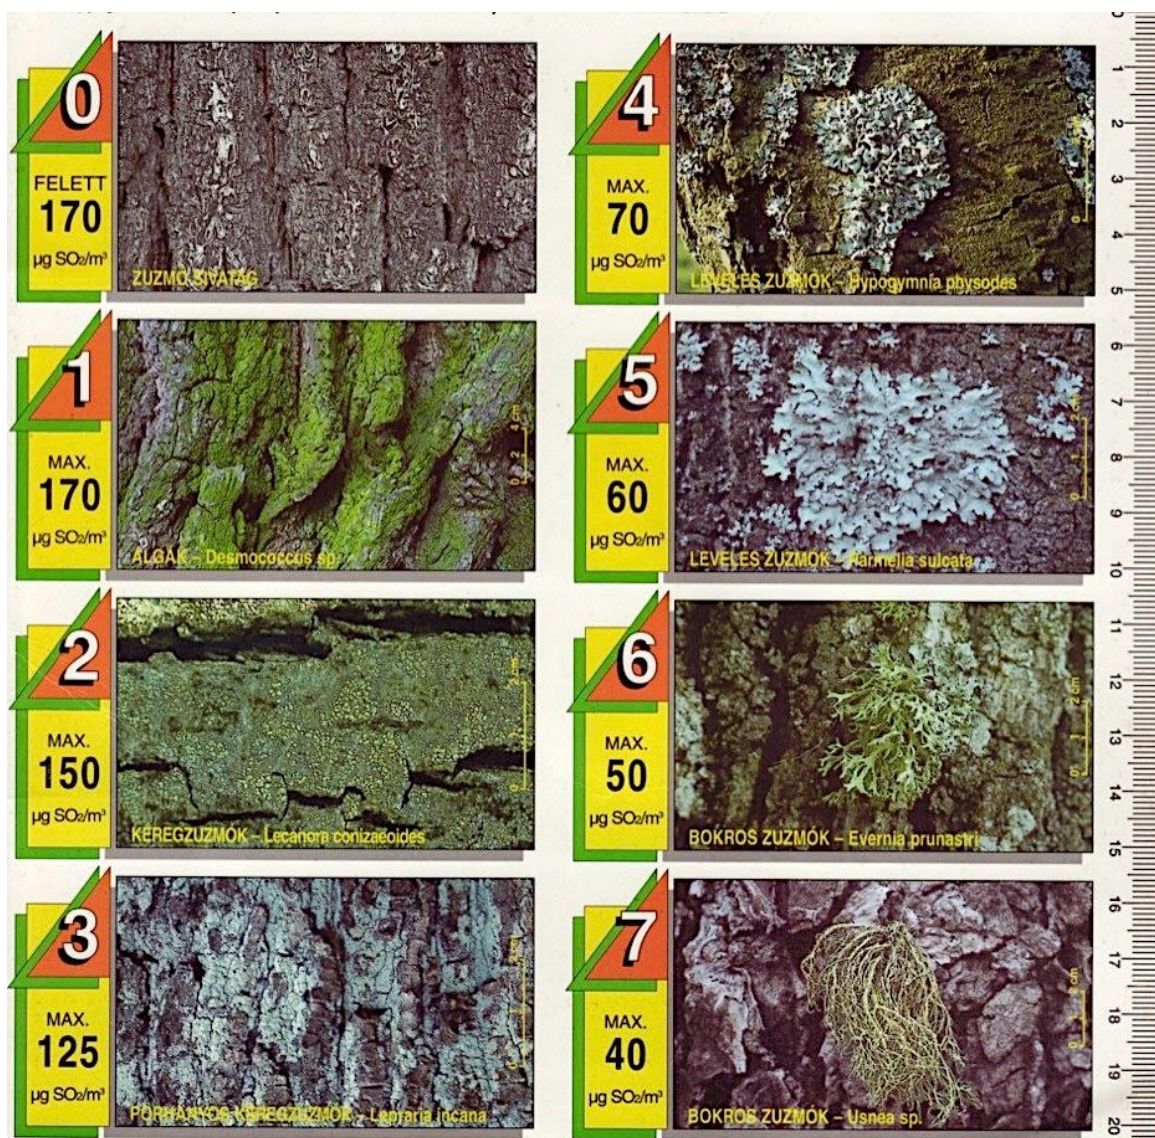 0
FELETT
170
µg SO₂/m³
ZUZMÓ SIVATAG
1
MAX.
170
µg SO₂/m³
ALGÁK – Desmococcus sp.
2
MAX.
150
µg SO₂/m³
KÉREGZUZMÓK – Lecanora conizaeoides
3
MAX.
125
µg SO₂/m³
PORHANYÓS KÉREGZUZMÓK – Lepraria incana
4
MAX.
70
µg SO₂/m³
LEVELES ZUZMÓK – Hypogymnia physodes
5
MAX.
60
µg SO₂/m³
LEVELES ZUZMÓK – Parmelia sulcata
6
MAX.
50
µg SO₂/m³
BOKROS ZUZMÓK – Evernia prunastri
7
MAX.
40
µg SO₂/m³
BOKROS ZUZMÓK – Usnea sp.
1
2
3
4
5
6
7
8
9
10
11
12
13
14
15
16
17
18
19
20